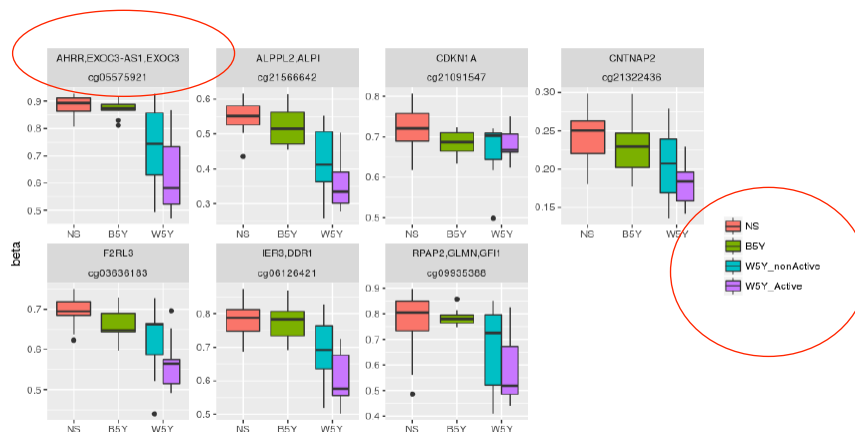 AHRR,EXOC3-AS1,EXOC3
cg05575921
ALPPL2,ALPI
cg21566642
CDKN1A
cg21091547
CNTNAP2
cg21322436
0.9
0.8
0.7
0.6
0.5
0.6
0.5
0.4
0.3
0.8
0.7
0.6
0.5
0.25
0.20
0.15
NS B5Y W5Y
NS B5Y W5Y
NS B5Y W5Y
NS B5Y W5Y
beta
F2RL3
cg03636183
IER3,DDR1
cg06126421
RPAP2,GLMN,GFI1
cg09935388
0.7
0.6
0.5
0.8
0.7
0.6
0.5
0.9
0.8
0.7
0.6
0.5
0.4
NS B5Y W5Y
NS B5Y W5Y
NS B5Y W5Y
NS
B5Y
W5Y_nonActive
W5Y_Active